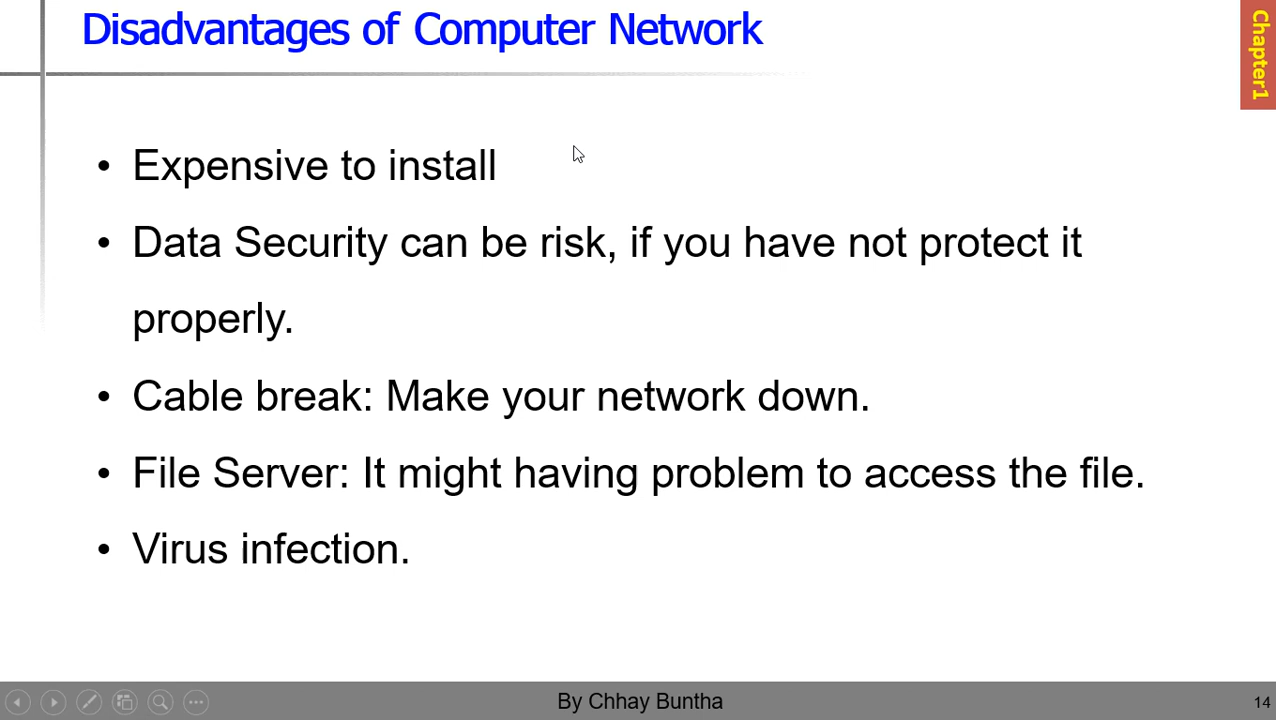 Disadvantages of Computer Network
Chapter1
• Expensive to install
• Data Security can be risk, if you have not protect it
properly.
• Cable break: Make your network down.
• File Server: It might having problem to access the file.
• Virus infection.
By Chhay Buntha
14